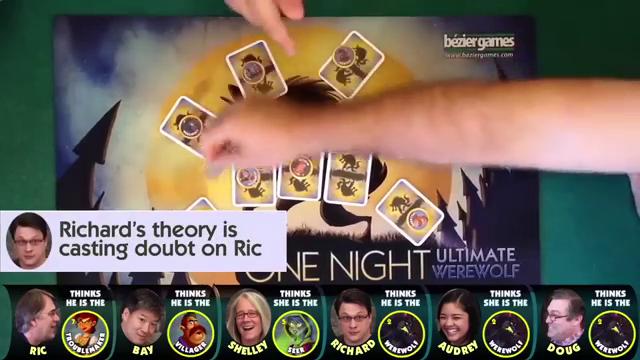 bézier games
www.beziergames.com
Richard's theory is
casting doubt on Ric
ONE NIGHT
ULTIMATE
WEREWOLF
THINKS
HE IS THE
TROUBLEMAKER
RIC
THINKS
HE IS THE
VILLAGER
BAY
THINKS
SHE IS THE
SEER
SHELLEY
THINKS
HE IS THE
WEREWOLF
RICHARD
THINKS
SHE IS THE
WEREWOLF
AUDREY
THINKS
HE IS THE
WEREWOLF
DOUG